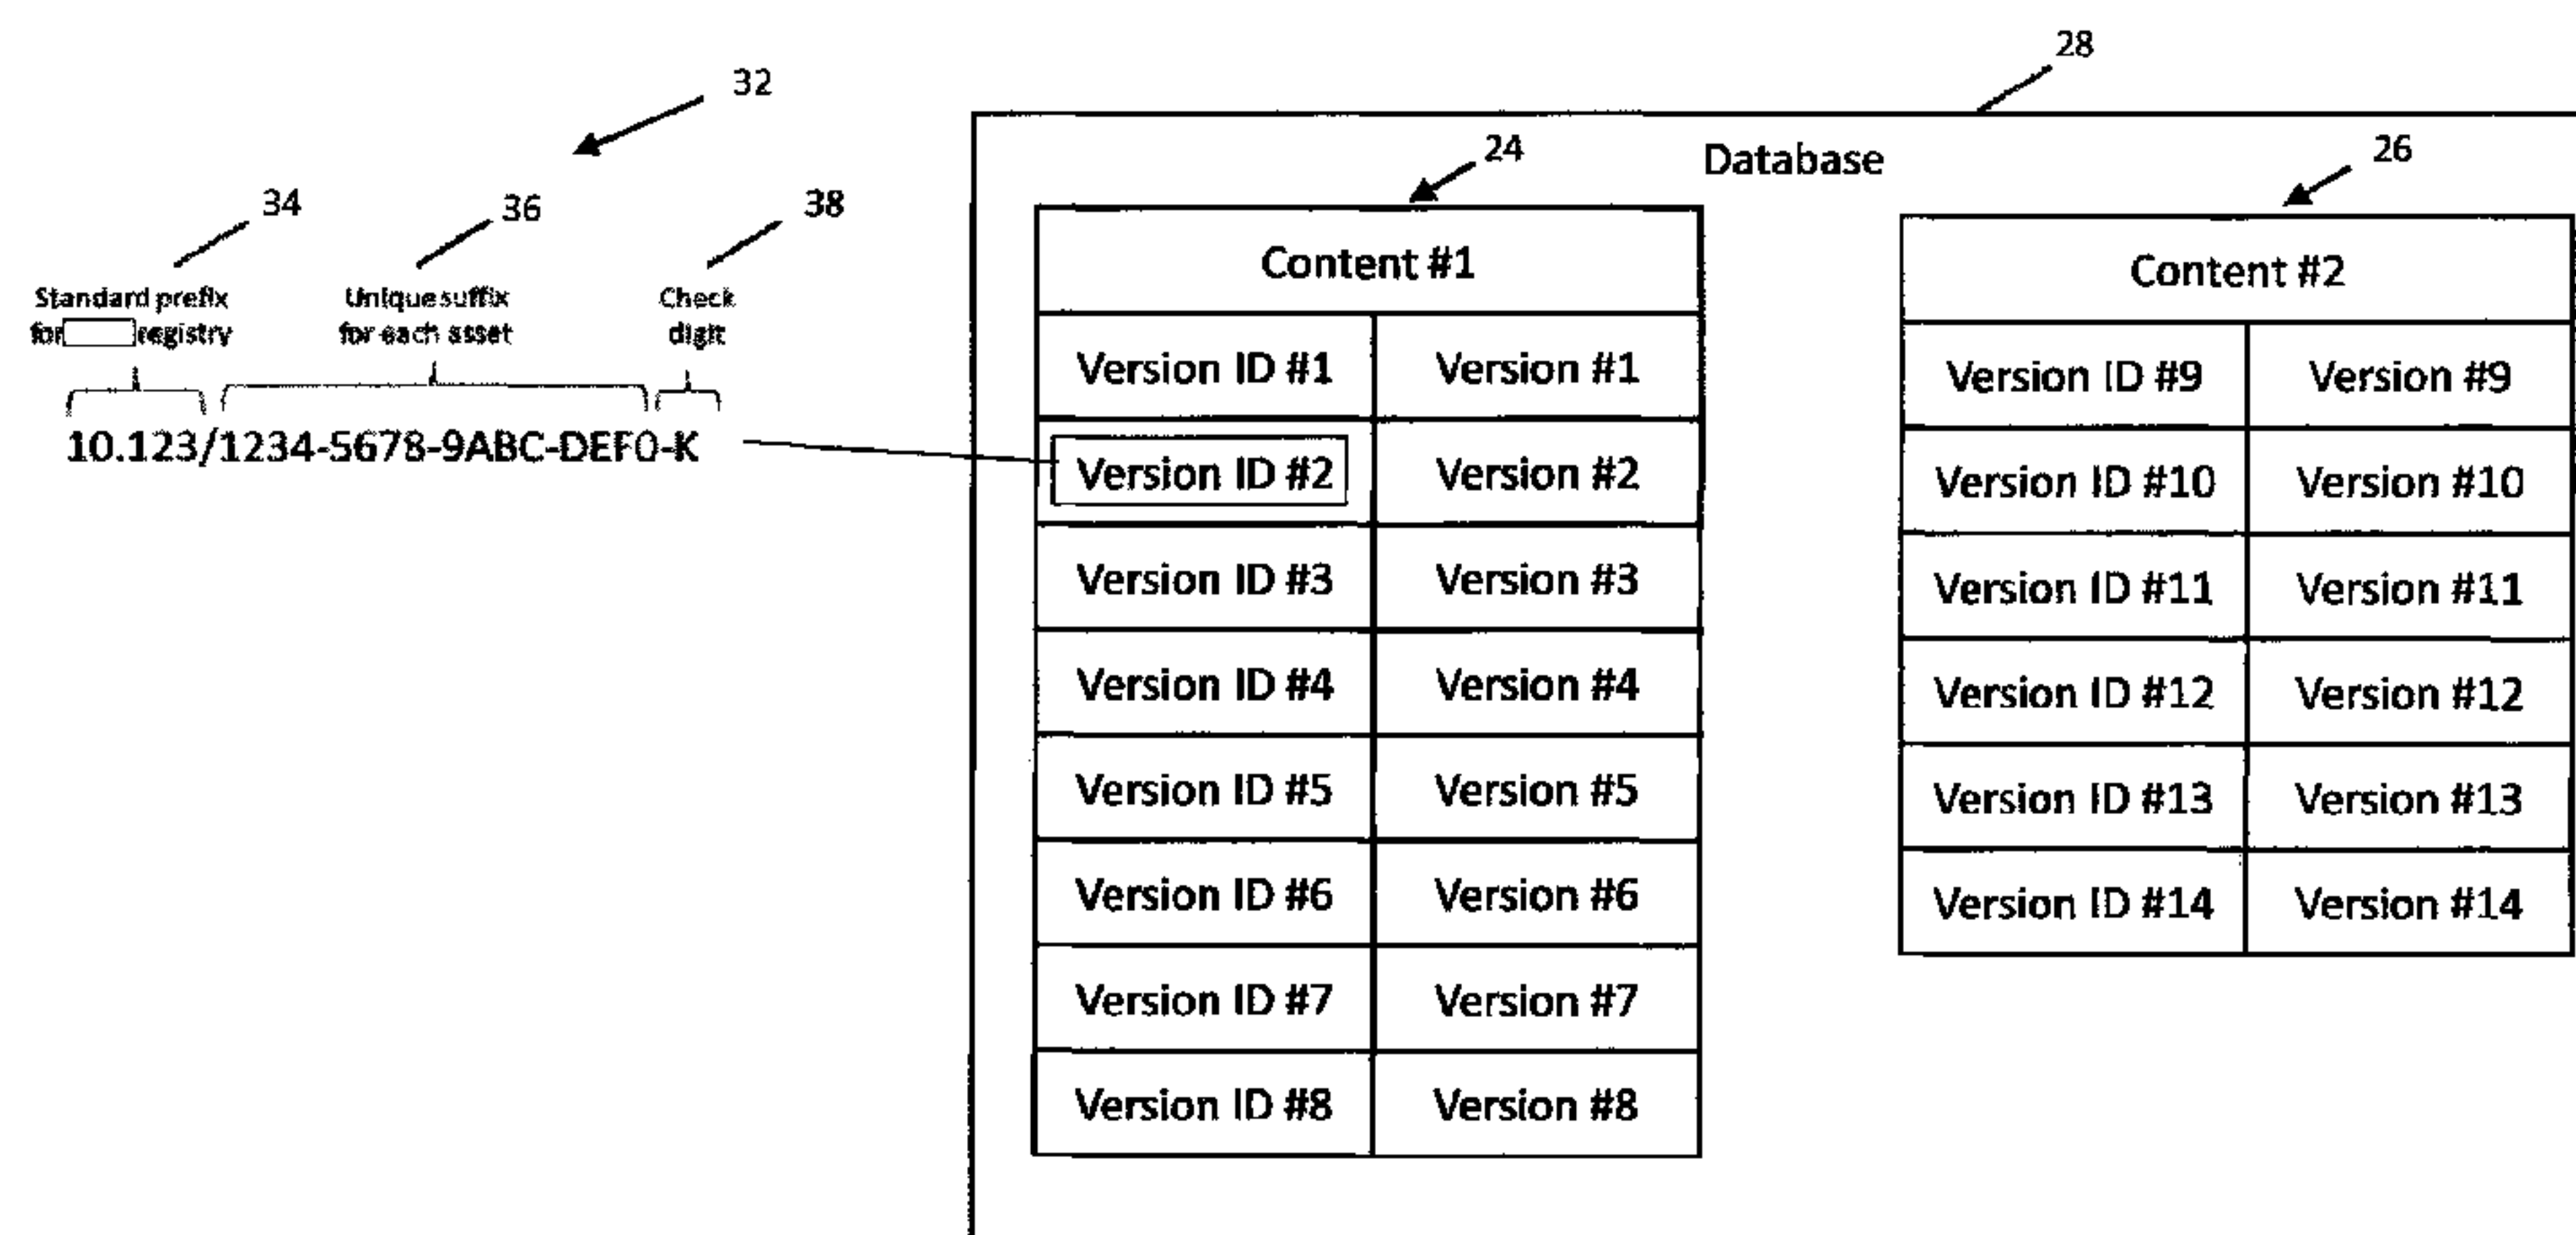 32
34
36
38
Standard prefix
for registry
Unique suffix
for each asset
Check
digit
10.123/1234-5678-9ABC-DEF0-K
28
Database
24
Content #1
Version ID #1 Version #1
Version ID #2 Version #2
Version ID #3 Version #3
Version ID #4 Version #4
Version ID #5 Version #5
Version ID #6 Version #6
Version ID #7 Version #7
Version ID #8 Version #8
26
Content #2
Version ID #9 Version #9
Version ID #10 Version #10
Version ID #11 Version #11
Version ID #12 Version #12
Version ID #13 Version #13
Version ID #14 Version #14